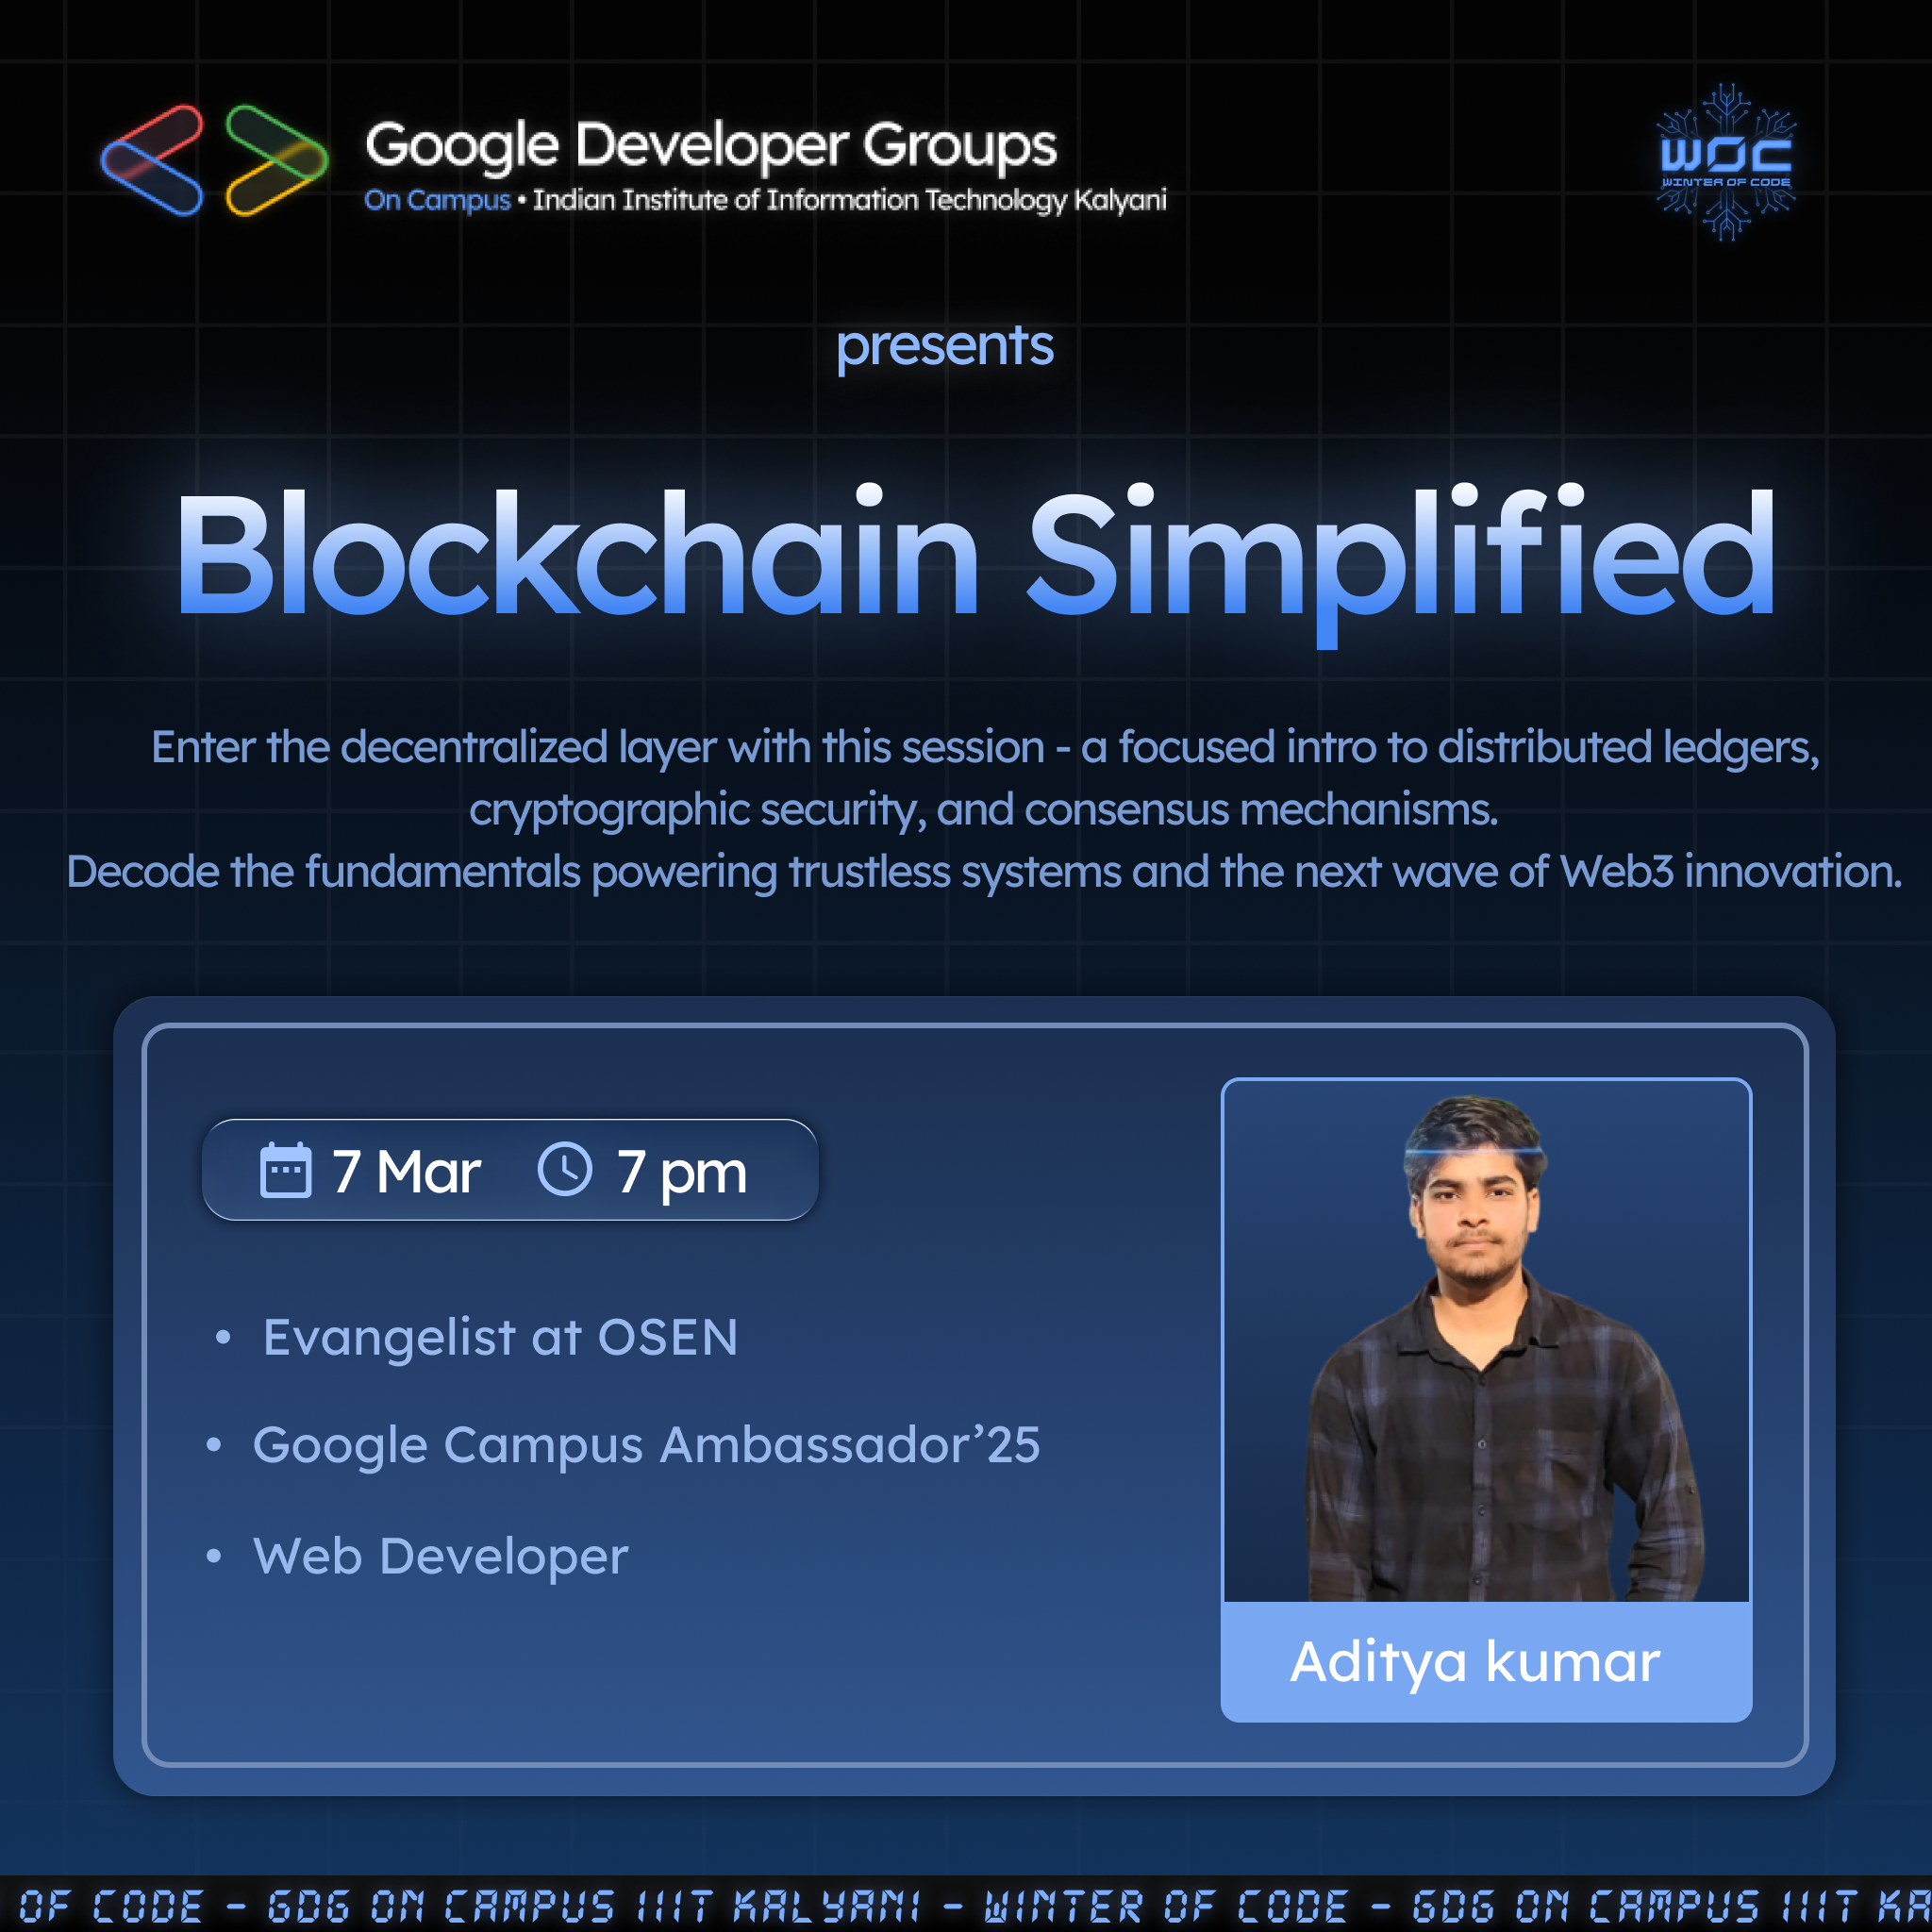 Google Developer Groups
On Campus • Indian Institute of Information Technology Kalyani
WOC
WINTER OF CODE
presents
Blockchain Simplified
Enter the decentralized layer with this session - a focused intro to distributed ledgers,
cryptographic security, and consensus mechanisms.
Decode the fundamentals powering trustless systems and the next wave of Web3 innovation.
7 Mar 7 pm
• Evangelist at OSEN
• Google Campus Ambassador’25
• Web Developer
Aditya kumar
OF CODE - GDG ON CAMPUS IIIT KALYANI - WINTER OF CODE - GDG ON CAMPUS IIIT KA